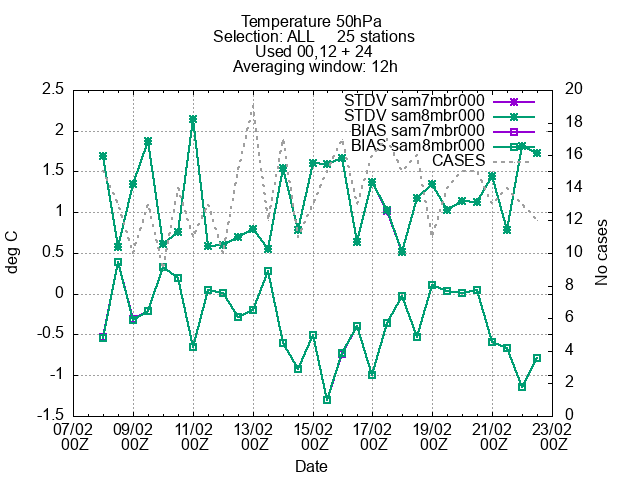 Temperature 50hPa
Selection: ALL     25 stations
Used 00,12 + 24
Averaging window: 12h
STDV sam7mbr000
STDV sam8mbr000
BIAS sam7mbr000
BIAS sam8mbr000
CASES
2.5
2
1.5
1
0.5
0
-0.5
-1
-1.5
deg C
20
18
16
14
12
10
8
6
4
2
0
No cases
07/02 09/02 11/02 13/02 15/02 17/02 19/02 21/02 23/02
00Z 00Z 00Z 00Z 00Z 00Z 00Z 00Z 00Z
Date